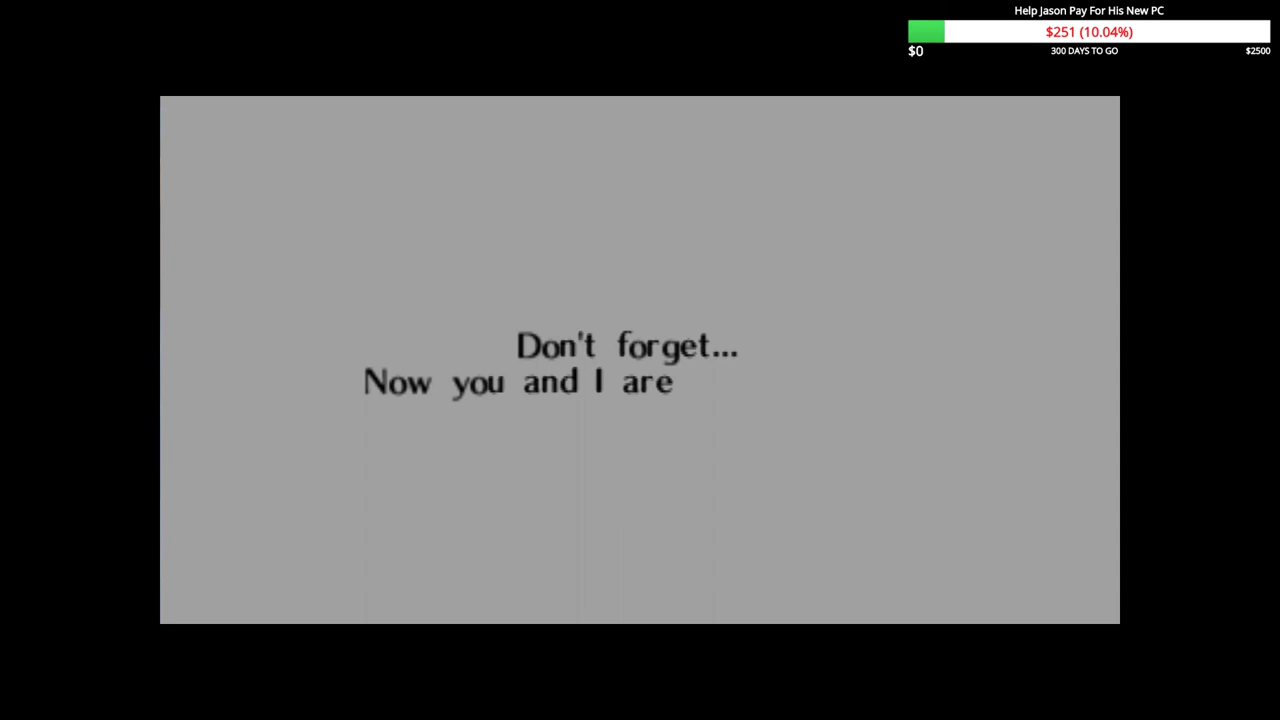 Help Jason Pay For His New PC
$251 (10.04%)
$0 300 DAYS TO GO $2500
Don't forget...
Now you and I are